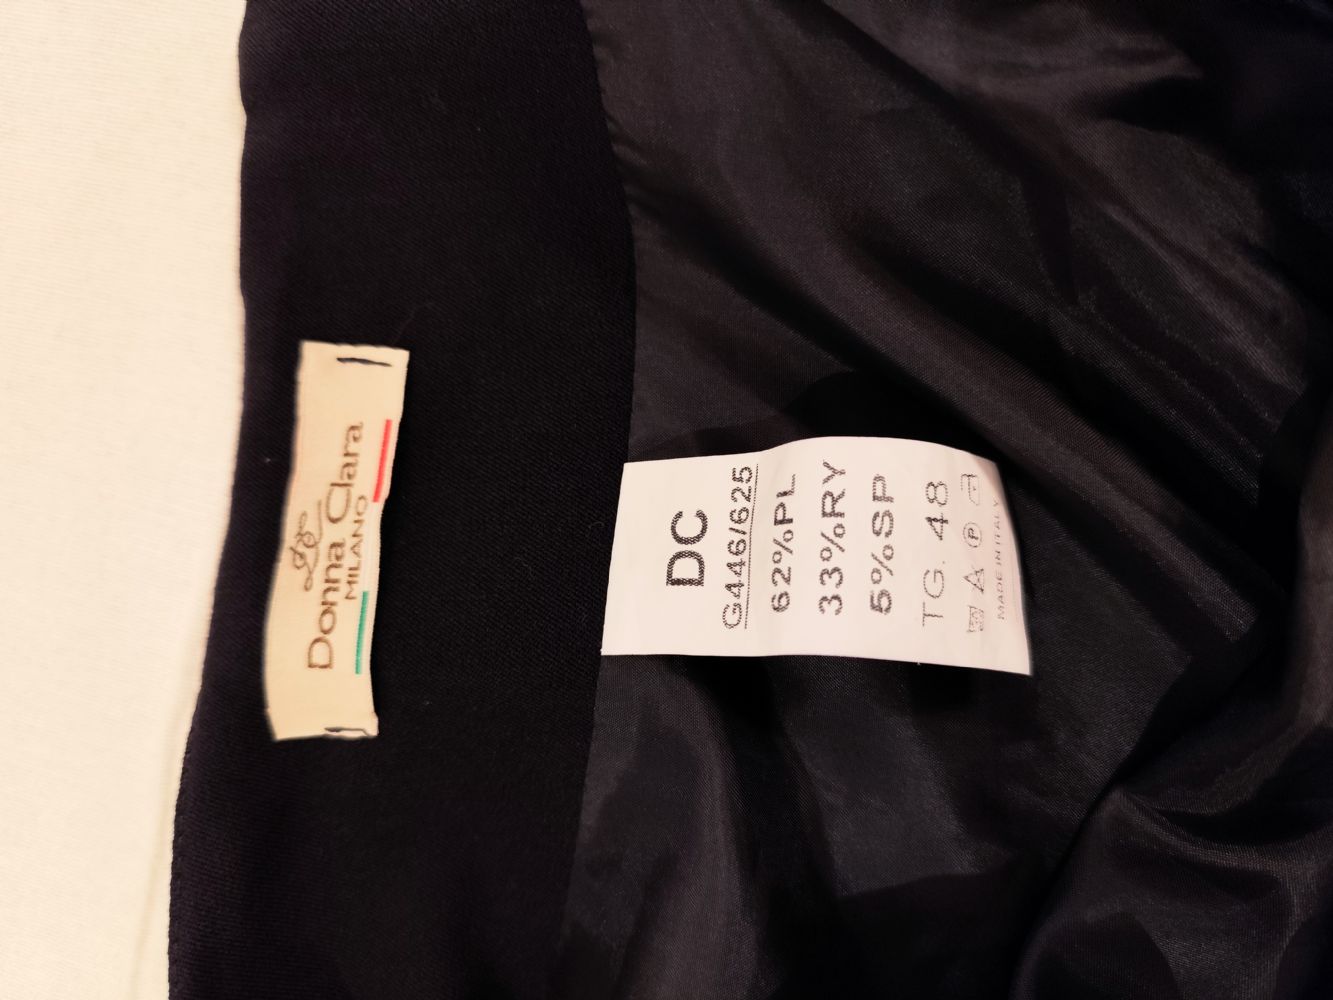 Donna Clara
MILANO
DC
G446/625
62%PL
33%RY
5%SP
TG. 48
P
MADE IN ITALY